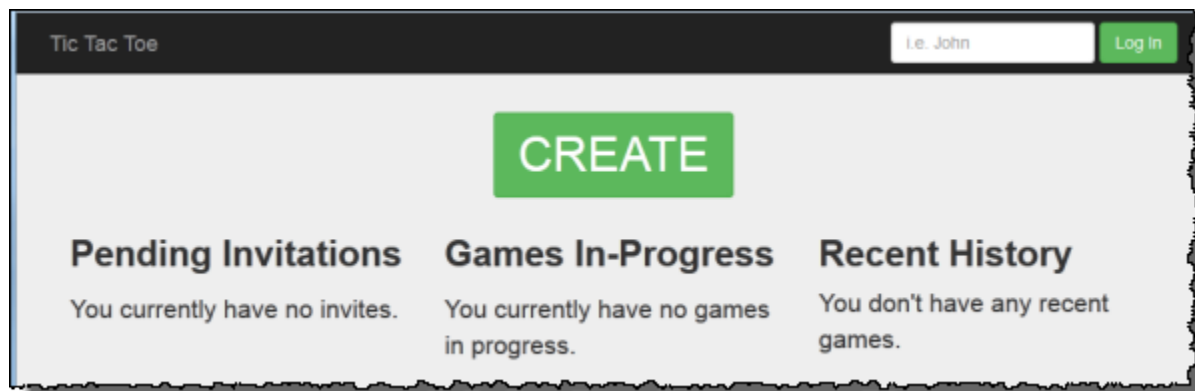 Tic Tac Toe
i.e. John
Log In
CREATE
Pending Invitations
You currently have no invites.
Games In-Progress
You currently have no games
in progress.
Recent History
You don't have any recent
games.